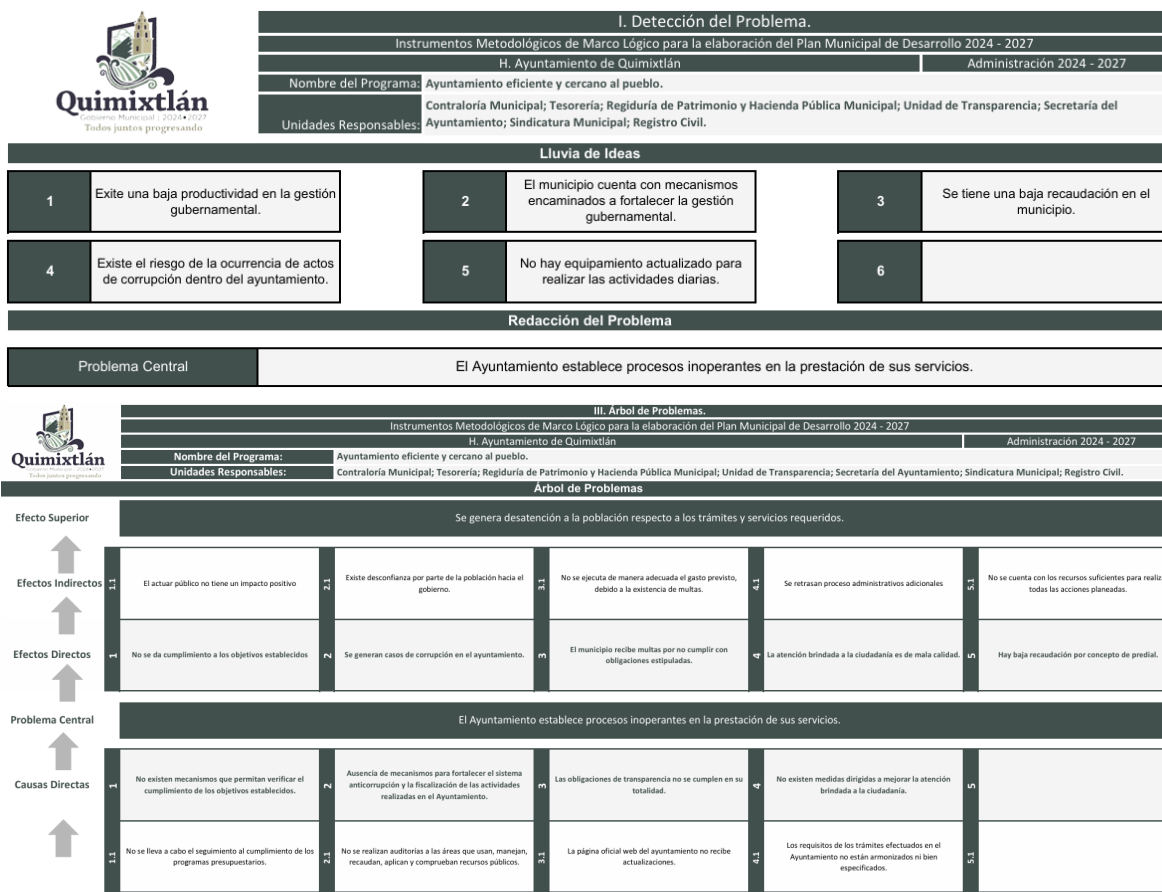 Quimixtlán
Gobierno Municipal | 2024•2027
Todos juntos progresando
I. Detección del Problema.
Instrumentos Metodológicos de Marco Lógico para la elaboración del Plan Municipal de Desarrollo 2024 - 2027
H. Ayuntamiento de Quimixtlán
Administración 2024 - 2027
Nombre del Programa:
Ayuntamiento eficiente y cercano al pueblo.
Unidades Responsables:
Contraloría Municipal; Tesorería; Regiduría de Patrimonio y Hacienda Pública Municipal; Unidad de Transparencia; Secretaría del
Ayuntamiento; Sindicatura Municipal; Registro Civil.
Lluvia de Ideas
1
Exite una baja productividad en la gestión
gubernamental.
2
El municipio cuenta con mecanismos
encaminados a fortalecer la gestión
gubernamental.
3
Se tiene una baja recaudación en el
municipio.
4
Existe el riesgo de la ocurrencia de actos
de corrupción dentro del ayuntamiento.
5
No hay equipamiento actualizado para
realizar las actividades diarias.
6
Redacción del Problema
Problema Central
El Ayuntamiento establece procesos inoperantes en la prestación de sus servicios.
Quimixtlán
Gobierno Municipal | 2024•2027
Todos juntos progresando
III. Árbol de Problemas.
Instrumentos Metodológicos de Marco Lógico para la elaboración del Plan Municipal de Desarrollo 2024 - 2027
H. Ayuntamiento de Quimixtlán
Administración 2024 - 2027
Nombre del Programa:
Ayuntamiento eficiente y cercano al pueblo.
Unidades Responsables:
Contraloría Municipal; Tesorería; Regiduría de Patrimonio y Hacienda Pública Municipal; Unidad de Transparencia; Secretaría del Ayuntamiento; Sindicatura Municipal; Registro Civil.
Árbol de Problemas
Efecto Superior
Se genera desatención a la población respecto a los trámites y servicios requeridos.
Efectos Indirectos
1.1
El actuar público no tiene un impacto positivo
2.1
Existe desconfianza por parte de la población hacia el
gobierno.
3.1
No se ejecuta de manera adecuada el gasto previsto,
debido a la existencia de multas.
4.1
Se retrasan proceso administrativos adicionales
5.1
No se cuenta con los recursos suficientes para realiz
todas las acciones planeadas.
Efectos Directos
1
No se da cumplimiento a los objetivos establecidos
2
Se generan casos de corrupción en el ayuntamiento.
3
El municipio recibe multas por no cumplir con
obligaciones estipuladas.
4
La atención brindada a la ciudadanía es de mala calidad.
5
Hay baja recaudación por concepto de predial.
Problema Central
El Ayuntamiento establece procesos inoperantes en la prestación de sus servicios.
Causas Directas
1
No existen mecanismos que permitan verificar el
cumplimiento de los objetivos establecidos.
2
Ausencia de mecanismos para fortalecer el sistema
anticorrupción y la fiscalización de las actividades
realizadas en el Ayuntamiento.
3
Las obligaciones de transparencia no se cumplen en su
totalidad.
4
No existen medidas dirigidas a mejorar la atención
brindada a la ciudadanía.
5
1.1
No se lleva a cabo el seguimiento al cumplimiento de los
programas presupuestarios.
2.1
No se realizan auditorías a las áreas que usan, manejan,
recaudan, aplican y comprueban recursos públicos.
3.1
La página oficial web del ayuntamiento no recibe
actualizaciones.
4.1
Los requisitos de los trámites efectuados en el
Ayuntamiento no están armonizados ni bien
especificados.
5.1